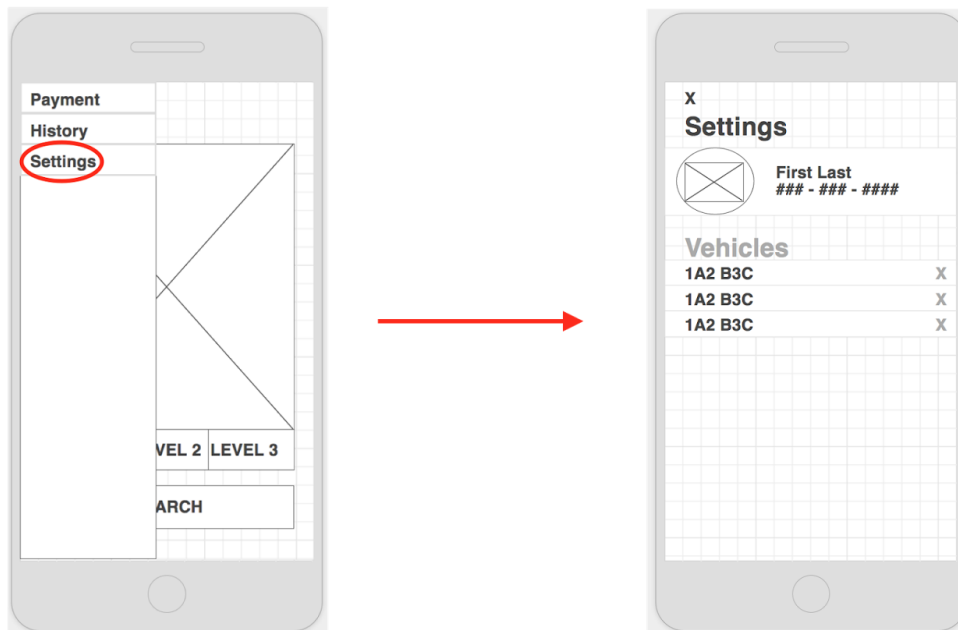 Payment
History
Settings
VEL 2 LEVEL 3
ARCH
X
Settings
First Last
### - ### - ####
Vehicles
1A2 B3C X
1A2 B3C X
1A2 B3C X